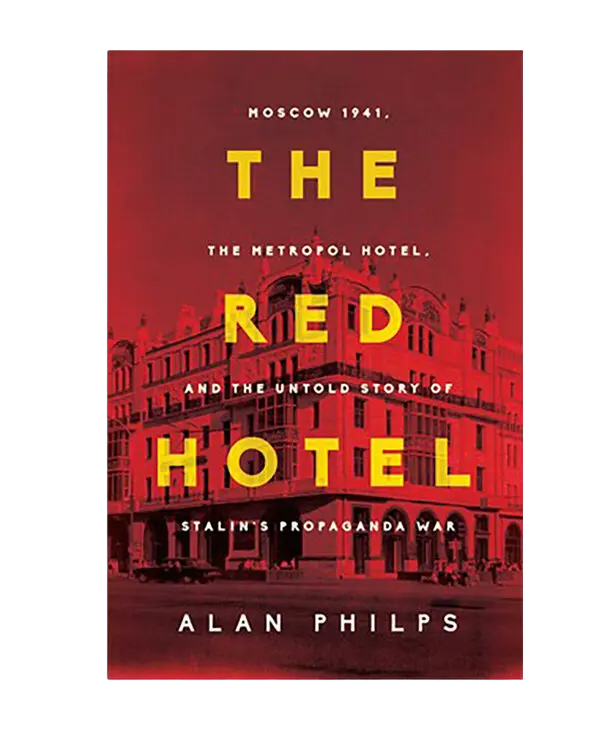 MOSCOW 1941,
THE
THE METROPOL HOTEL,
RED
AND THE UNTOLD STORY OF
HOTEL
STALIN'S PROPAGANDA WAR
ALAN PHILPS